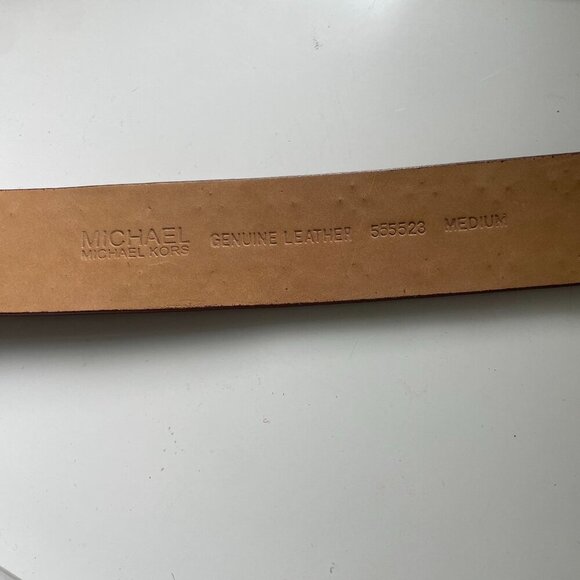 MICHAEL
MICHAEL KORS
GENUINE LEATHER 555523 MEDIUM